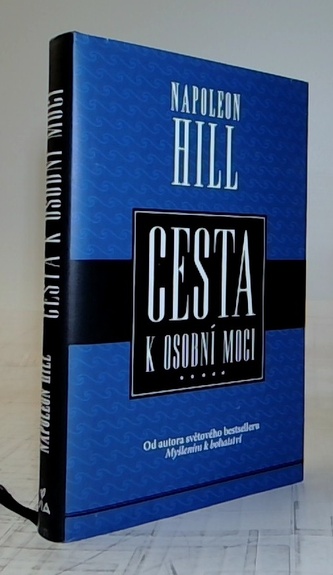 NAPOLEON
HILL
CESTA
K OSOBNÍ MOCI
Od autora světového bestselleru
Myšlením k bohatství
NAPOLEON HILL CESTA K OSOBNÍ MOCI